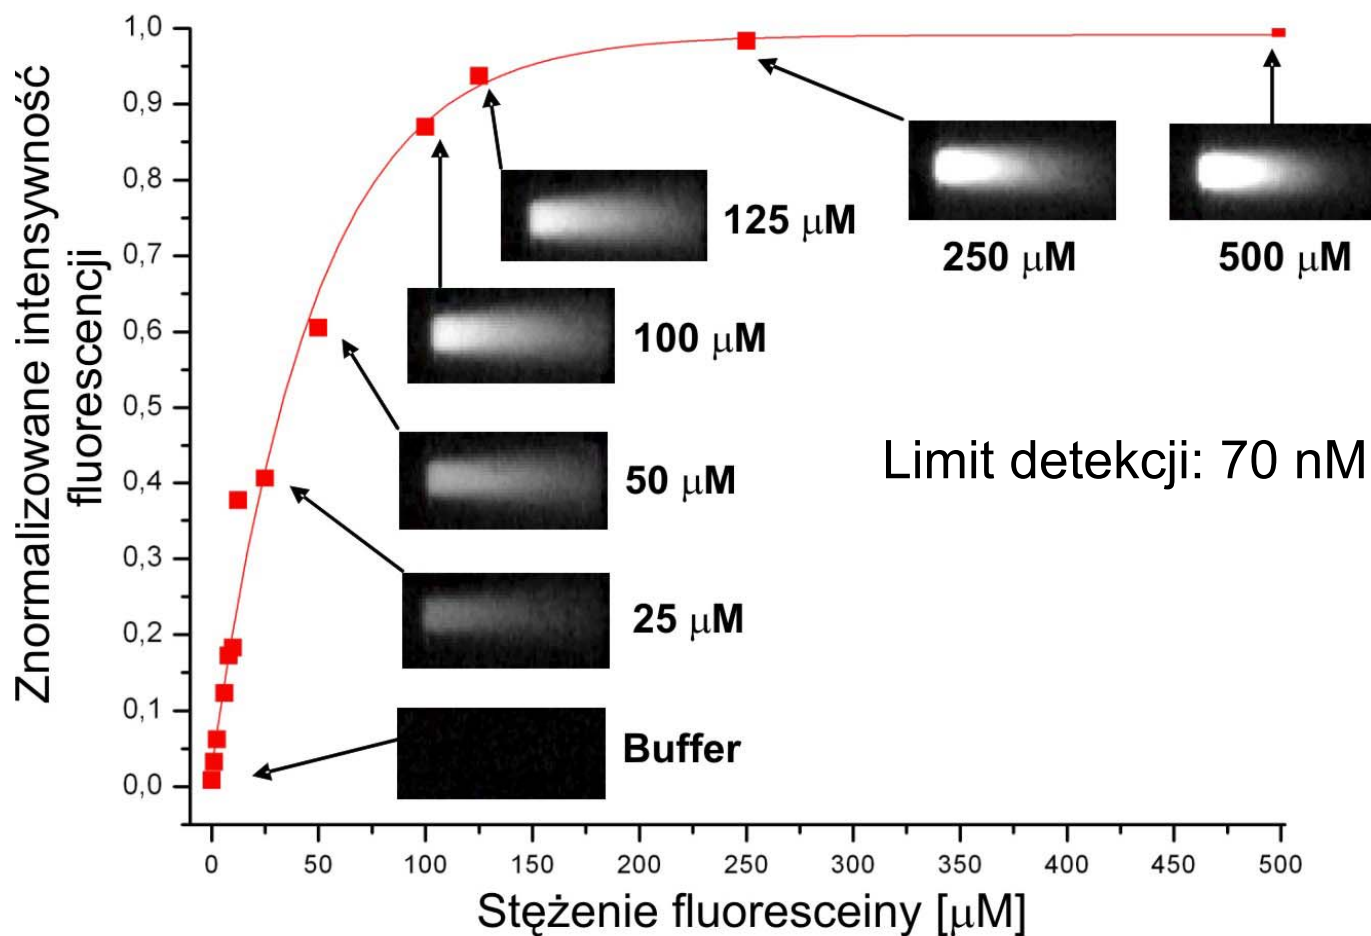 Znormalizowane intensywność
fluorescencji
1,0
0,9
0,8
0,7
0,6
0,5
0,4
0,3
0,2
0,1
0,0
125 μM
250 μM
500 μM
100 μM
50 μM
Limit detekcji: 70 nM
25 μM
Buffer
0 50 100 150 200 250 300 350 400 450 500
Stężenie fluoresceiny [μM]